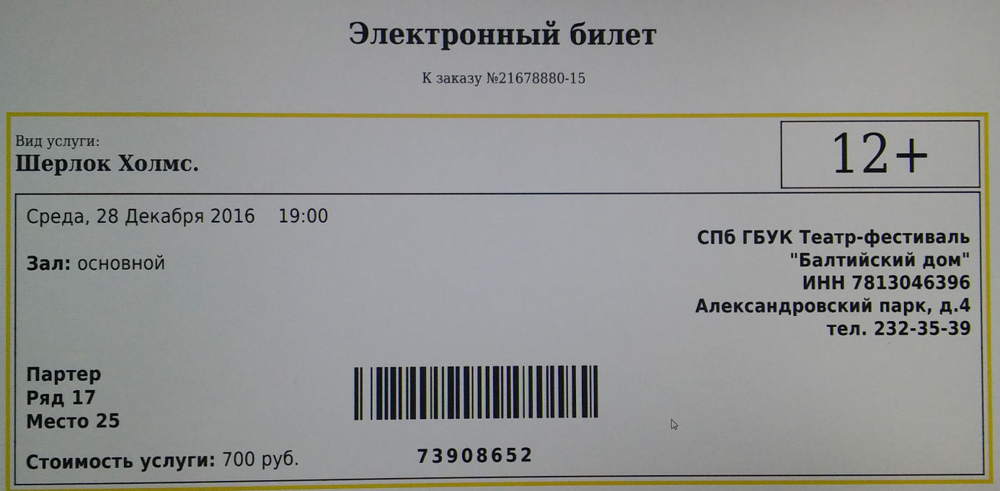 Электронный билет
К заказу №21678880-15
Вид услуги:
Шерлок Холмс.
12+
Среда, 28 Декабря 2016 19:00
Зал: основной
СПб ГБУК Театр-фестиваль
"Балтийский дом"
ИНН 7813046396
Александровский парк, д.4
тел. 232-35-39
Партер
Ряд 17
Место 25
Стоимость услуги: 700 руб.
73908652